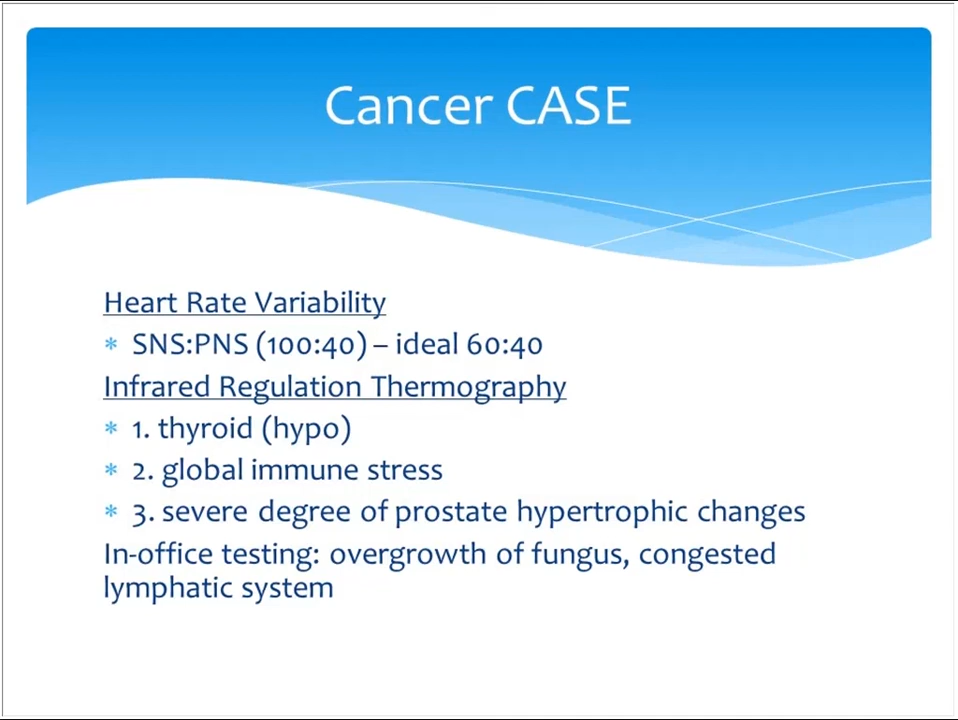 Cancer CASE
Heart Rate Variability
* SNS:PNS (100:40) – ideal 60:40
Infrared Regulation Thermography
* 1. thyroid (hypo)
* 2. global immune stress
* 3. severe degree of prostate hypertrophic changes
In-office testing: overgrowth of fungus, congested
lymphatic system